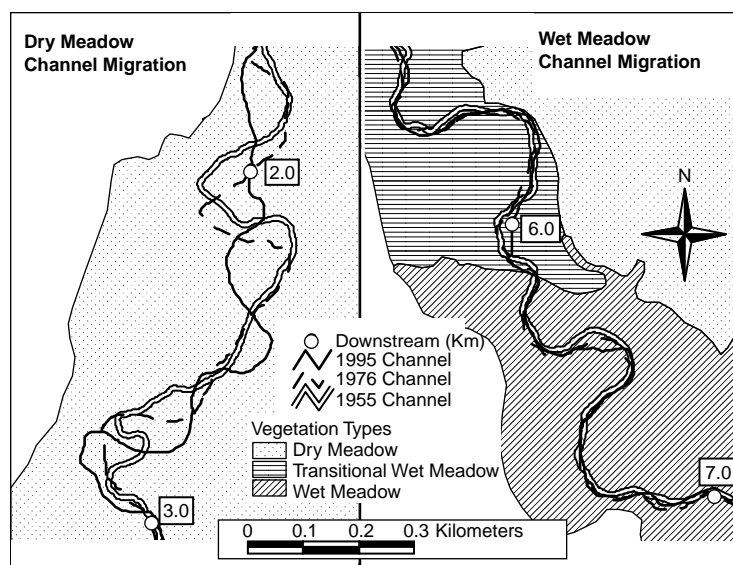 Dry Meadow
Channel Migration
Wet Meadow
Channel Migration
2.0
N
6.0
Downstream (Km)
1995 Channel
1976 Channel
1955 Channel
Vegetation Types
Dry Meadow
Transitional Wet Meadow
Wet Meadow
7.0
3.0
0 0.1 0.2 0.3 Kilometers